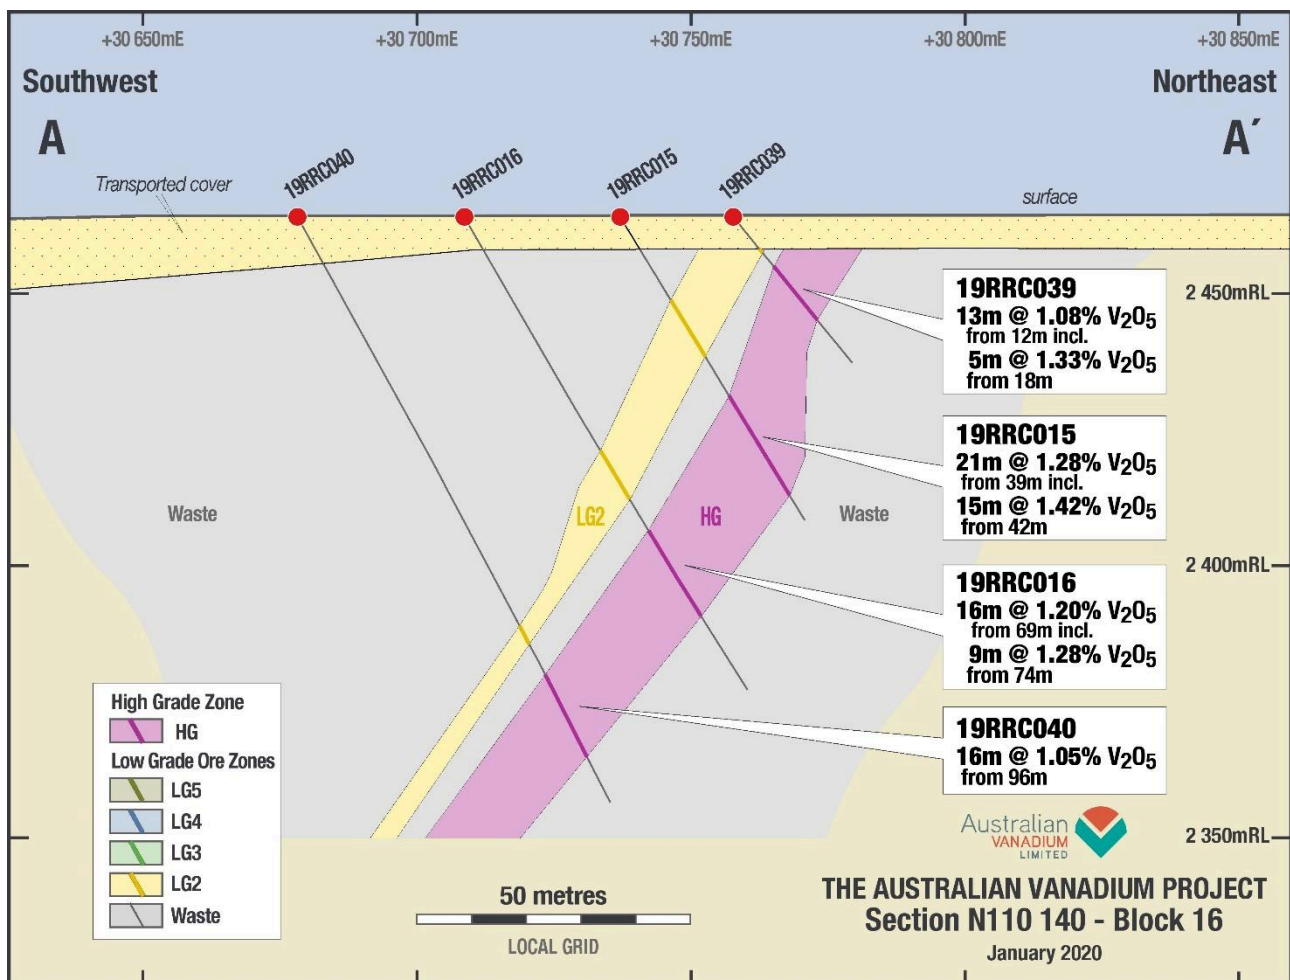 +30 650mE
+30 700mE
+30 750mE
+30 800mE
+30 850mE
Southwest
Northeast
A
A´
Transported cover
19RRC040
19RRC016
19RRC015
19RRC039
surface
2 450mRL
2 400mRL
2 350mRL
19RRC039
13m @ 1.08% V₂O₅
from 12m incl.
5m @ 1.33% V₂O₅
from 18m
19RRC015
21m @ 1.28% V₂O₅
from 39m incl.
15m @ 1.42% V₂O₅
from 42m
19RRC016
16m @ 1.20% V₂O₅
from 69m incl.
9m @ 1.28% V₂O₅
from 74m
19RRC040
16m @ 1.05% V₂O₅
from 96m
Waste
LG2
HG
Waste
High Grade Zone
HG
Low Grade Ore Zones
LG5
LG4
LG3
LG2
Waste
50 metres
LOCAL GRID
Australian
VANADIUM
LIMITED
THE AUSTRALIAN VANADIUM PROJECT
Section N110 140 - Block 16
January 2020